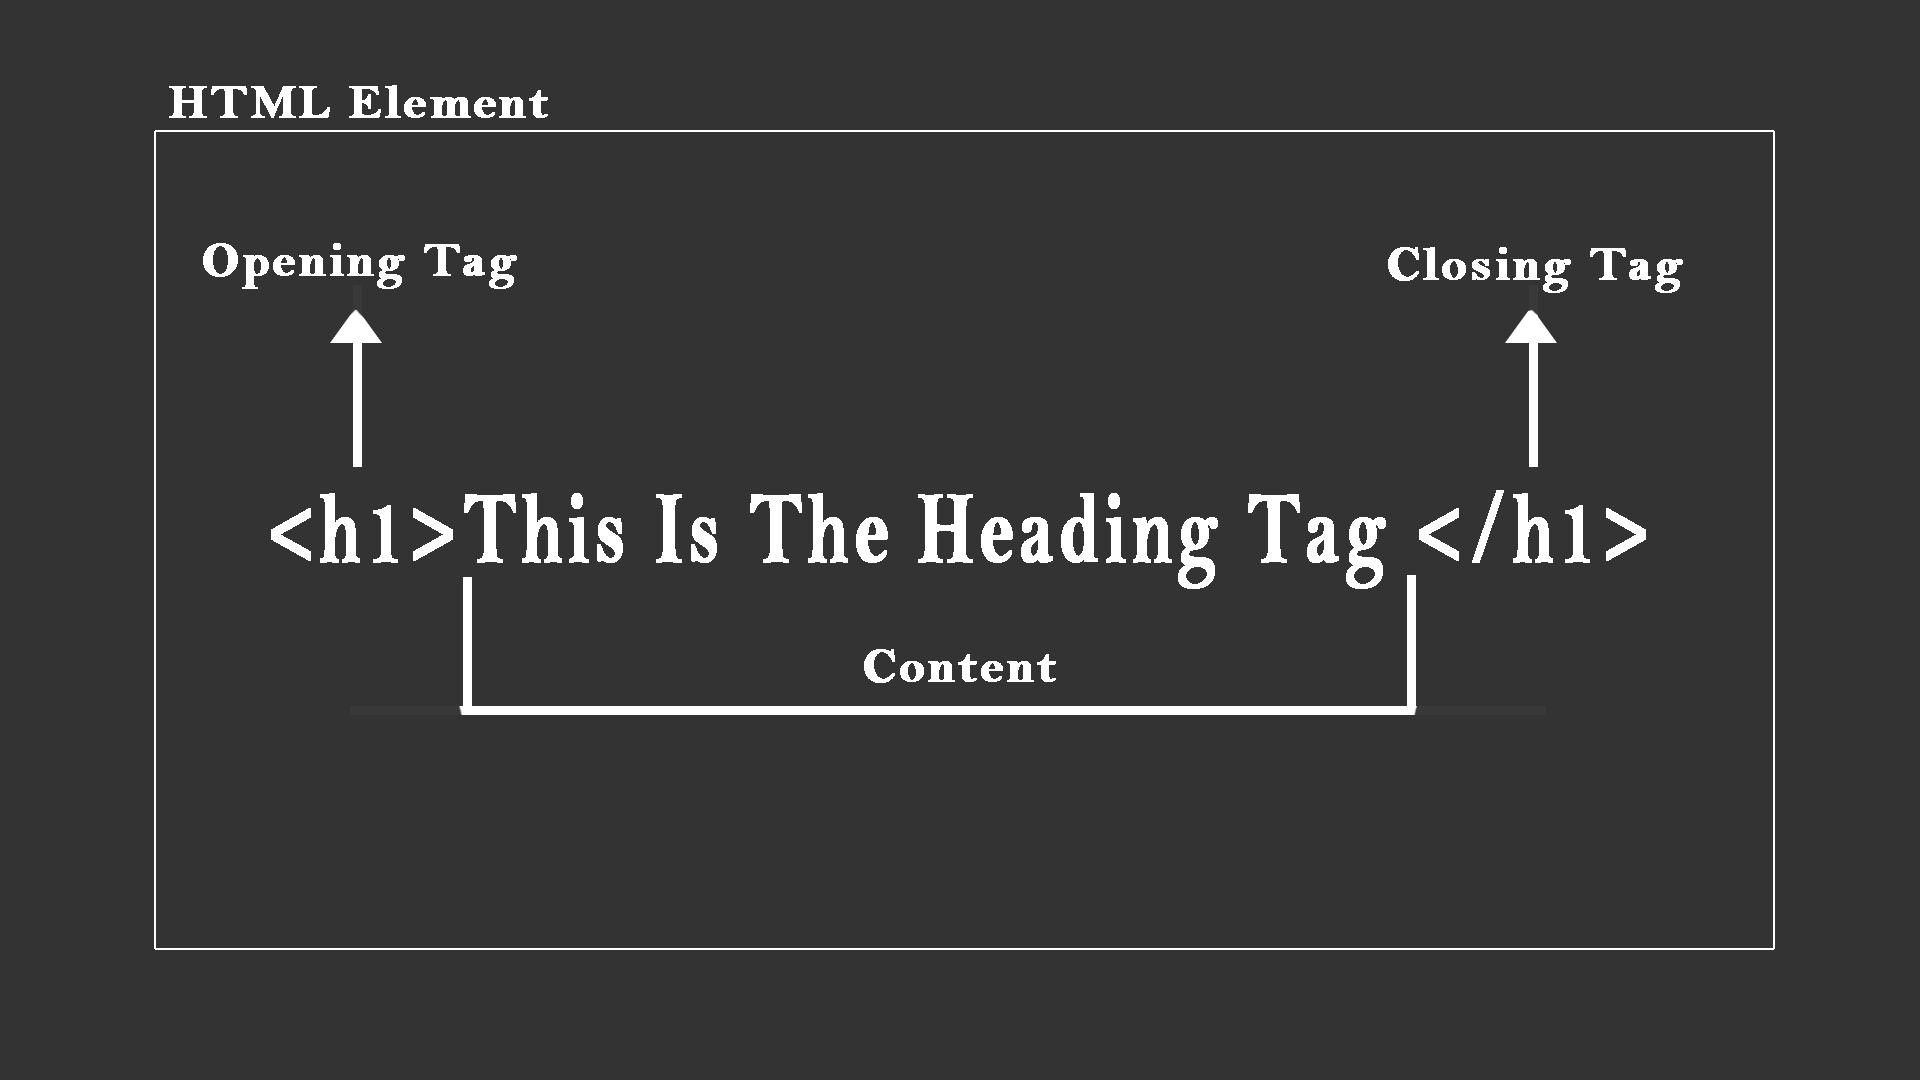 HTML Element
Opening Tag
Closing Tag
<h1>This Is The Heading Tag </h1>
Content